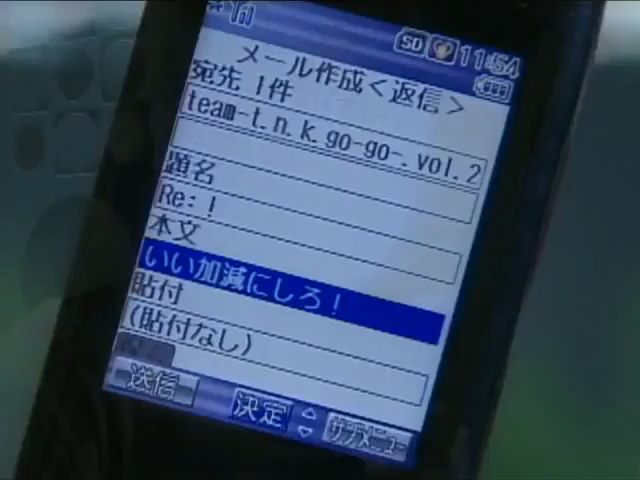 SD 11:54
メール作成<返信>
宛先 1件
team-t.n.k.go-go-.vol.2
題名
Re: !
本文
いい加減にしろ!
貼付
(貼付なし)
送信 決定 サブメニュー